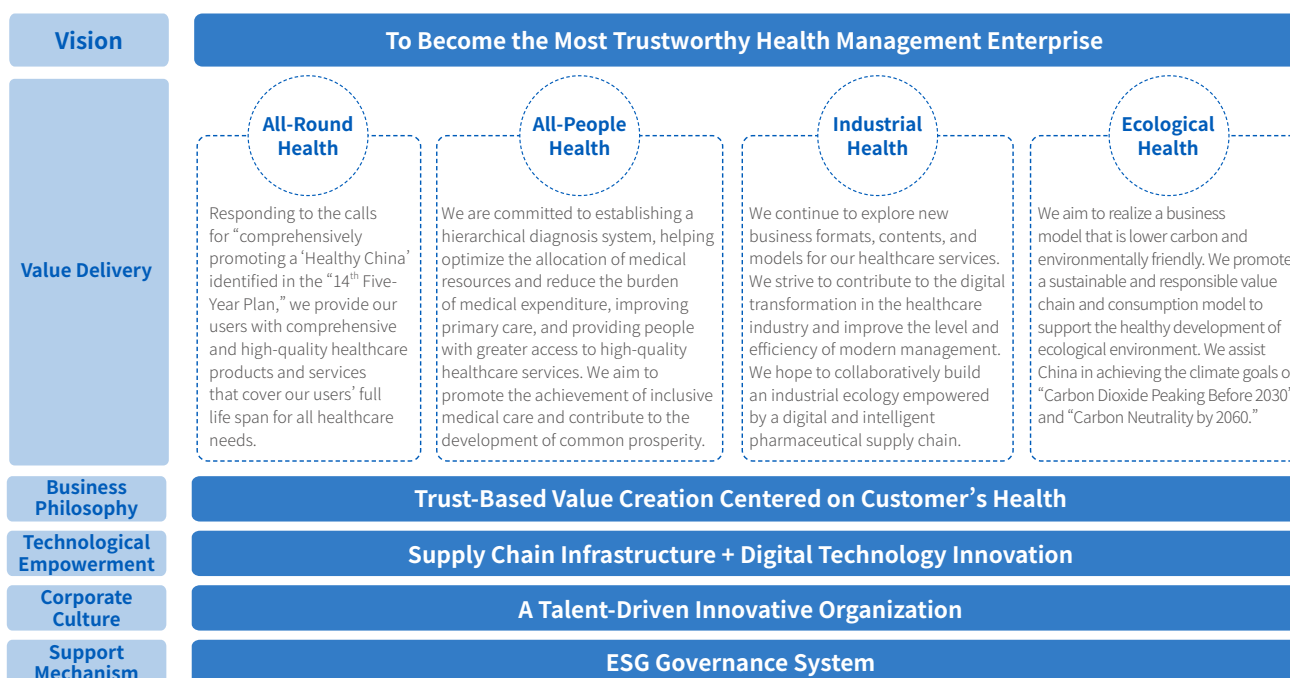 Vision
To Become the Most Trustworthy Health Management Enterprise
Value Delivery
All-Round
Health
Responding to the calls
for “comprehensively
promoting a ‘Healthy China’
identified in the “14th Five-
Year Plan,” we provide our
users with comprehensive
and high-quality healthcare
products and services
that cover our users’ full
life span for all healthcare
needs.
All-People
Health
We are committed to establishing a
hierarchical diagnosis system, helping
optimize the allocation of medical
resources and reduce the burden
of medical expenditure, improving
primary care, and providing people
with greater access to high-quality
healthcare services. We aim to
promote the achievement of inclusive
medical care and contribute to the
development of common prosperity.
Industrial
Health
We continue to explore new
business formats, contents, and
models for our healthcare services.
We strive to contribute to the digital
transformation in the healthcare
industry and improve the level and
efficiency of modern management.
We hope to collaboratively build
an industrial ecology empowered
by a digital and intelligent
pharmaceutical supply chain.
Ecological
Health
We aim to realize a business
model that is lower carbon and
environmentally friendly. We promote
a sustainable and responsible value
chain and consumption model to
support the healthy development of
ecological environment. We assist
China in achieving the climate goals of
“Carbon Dioxide Peaking Before 2030”
and “Carbon Neutrality by 2060.”
Business
Philosophy
Trust-Based Value Creation Centered on Customer’s Health
Technological
Empowerment
Supply Chain Infrastructure + Digital Technology Innovation
Corporate
Culture
A Talent-Driven Innovative Organization
Support
Mechanism
ESG Governance System